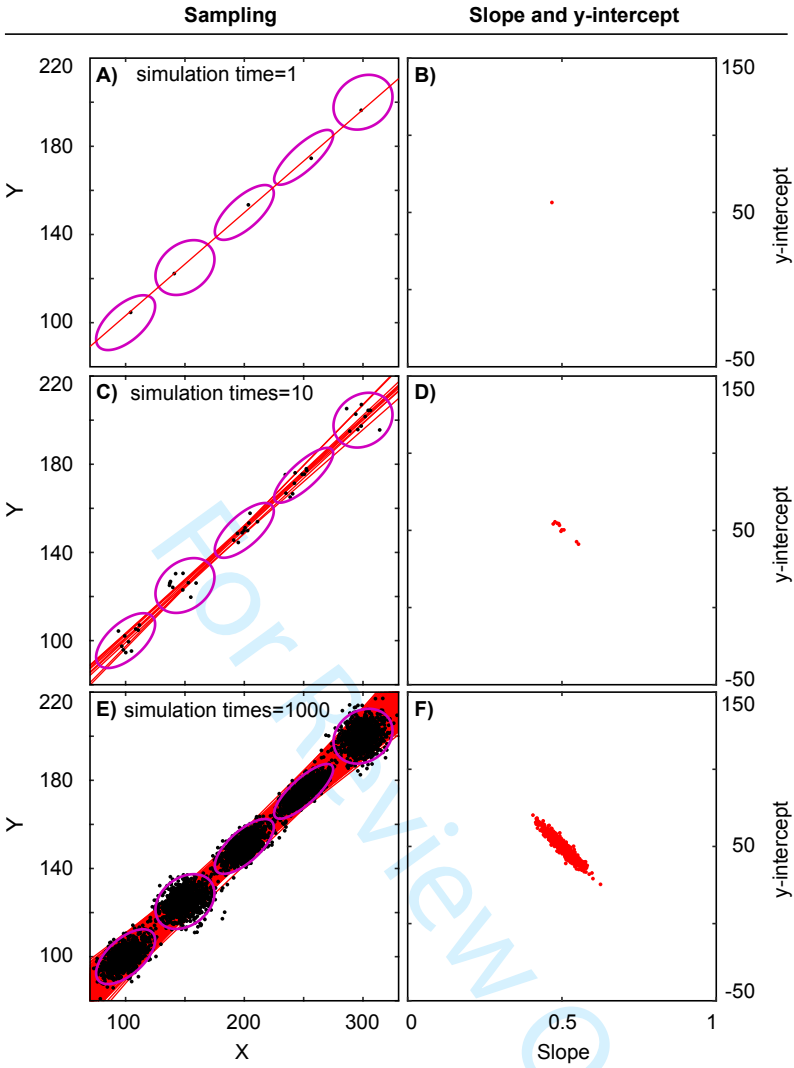 Sampling
Slope and y-intercept
A) simulation time=1
B)
220
180
140
100
Y
150
50
-50
y-intercept
C) simulation times=10
D)
220
180
140
100
Y
150
50
-50
y-intercept
E) simulation times=1000
F)
220
180
140
100
Y
150
50
-50
y-intercept
100 200 300
X
0 0.5 1
Slope
For Review O